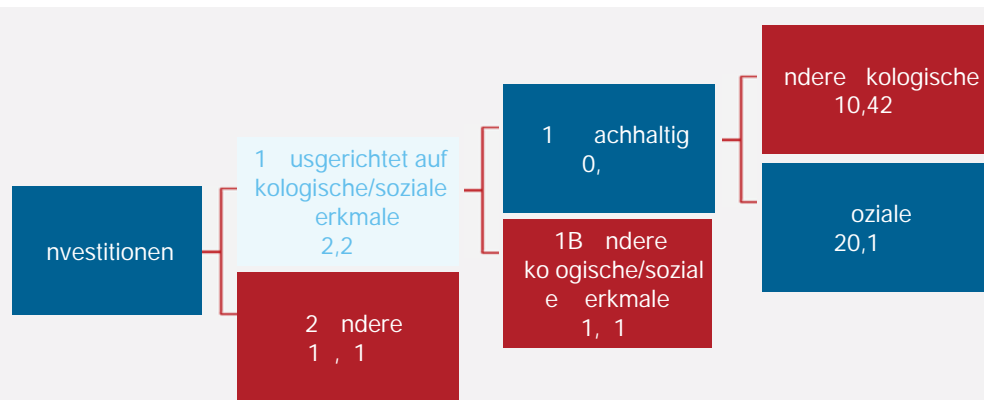 nvestitionen
1 usgerichtet auf
kologische/soziale
erkmale
2,2
2 ndere
1 , 1
1 achhaltig
0,
1B ndere
ko ogische/sozial
e erkmale
1, 1
ndere kologische
10,42
oziale
20,1